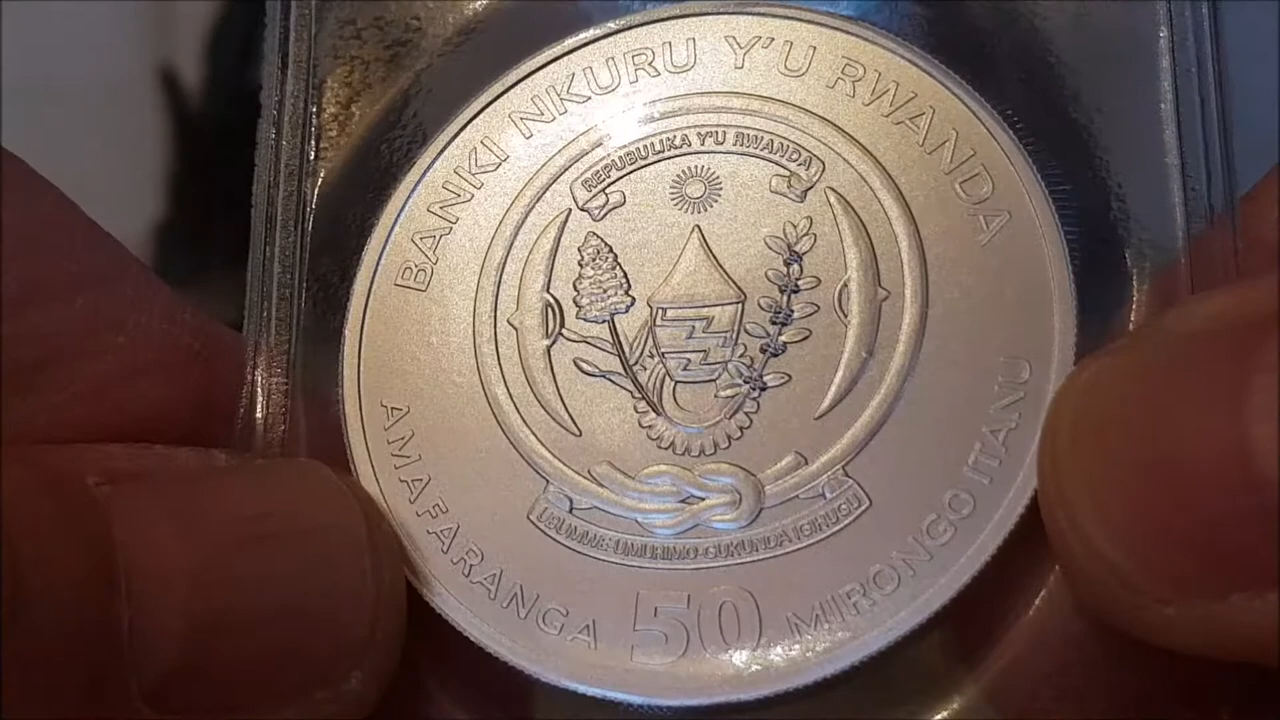 BANKI NKURU Y'U RWANDA
REPUBULIKA Y'U RWANDA
UBUMWE-UMURIMO-GUKUNDA IGIHUGU
AMAFARANGA 50 MIRONGO ITANU